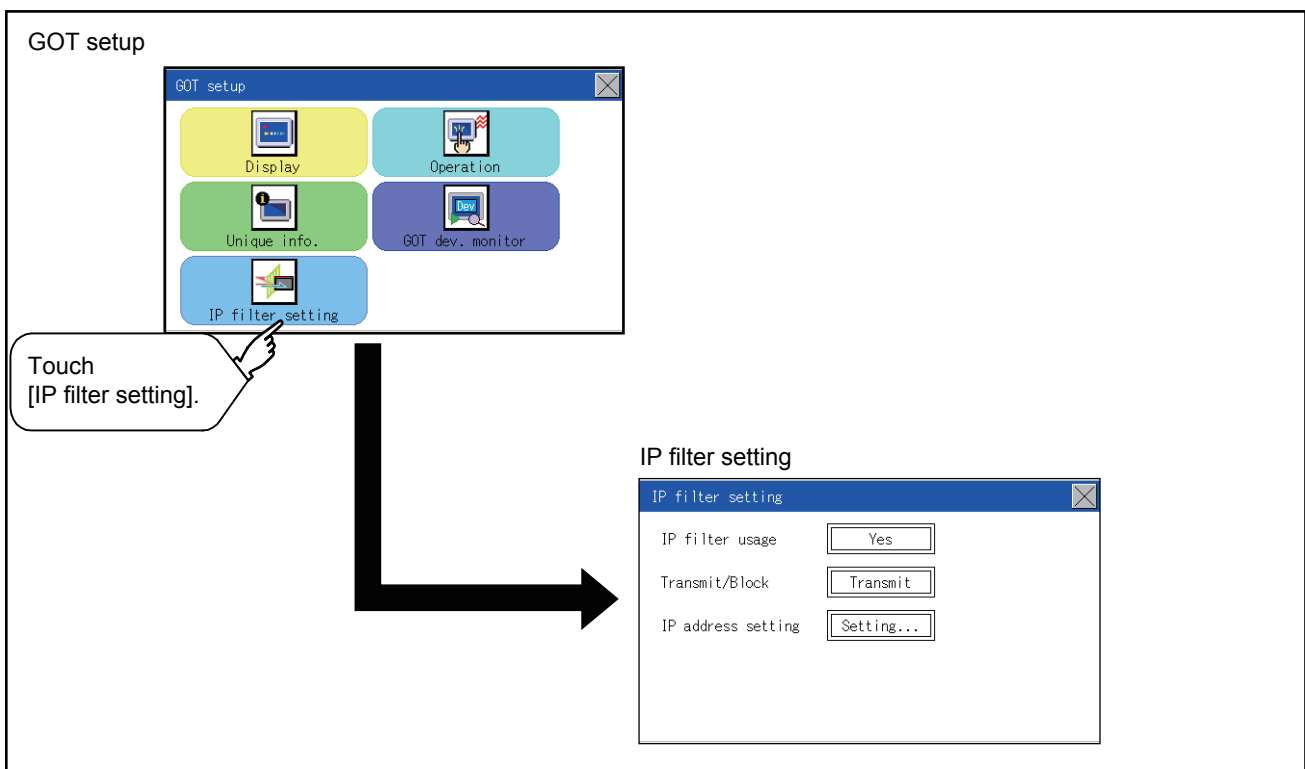 GOT setup
GOT setup
Display
Operation
Unique info.
Dev
GOT dev. monitor
IP filter setting
Touch
[IP filter setting].
IP filter setting
IP filter setting
IP filter usage Yes
Transmit/Block Transmit
IP address setting Setting...